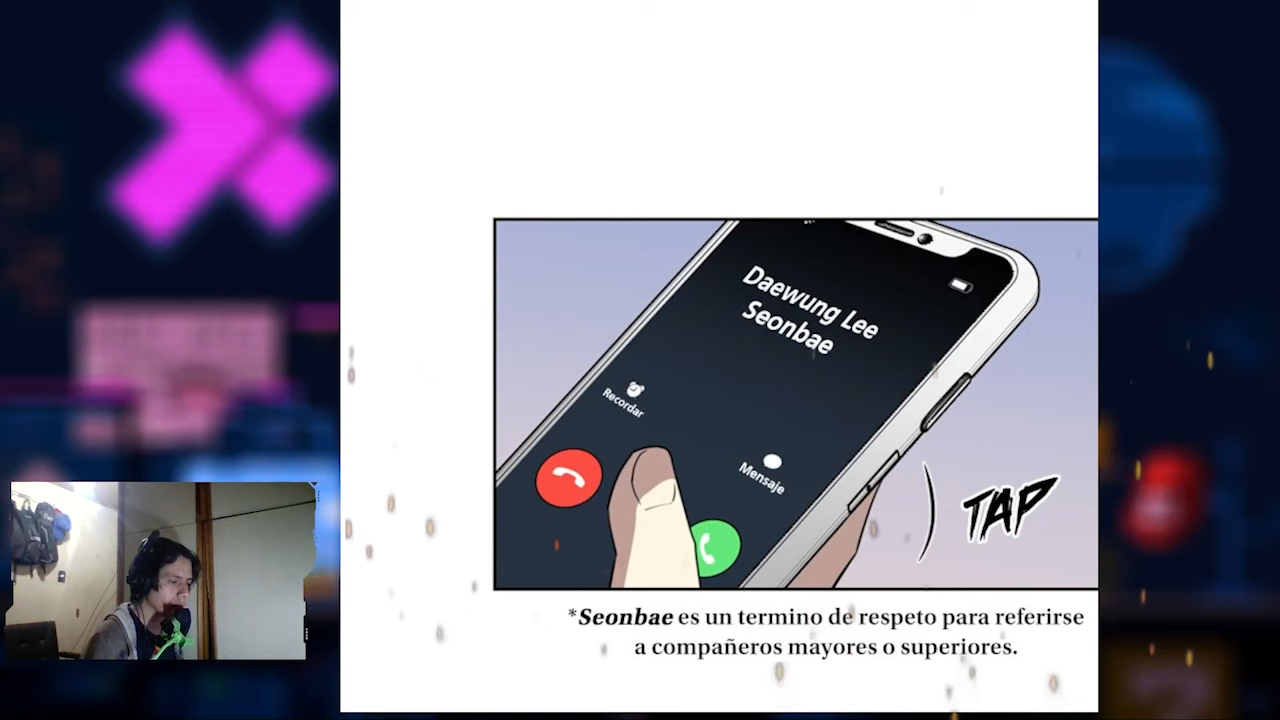 Daewung Lee
Seonbae
Recordar
Mensaje
TAP
*Seonbae es un termino de respeto para referirse
a compañeros mayores o superiores.